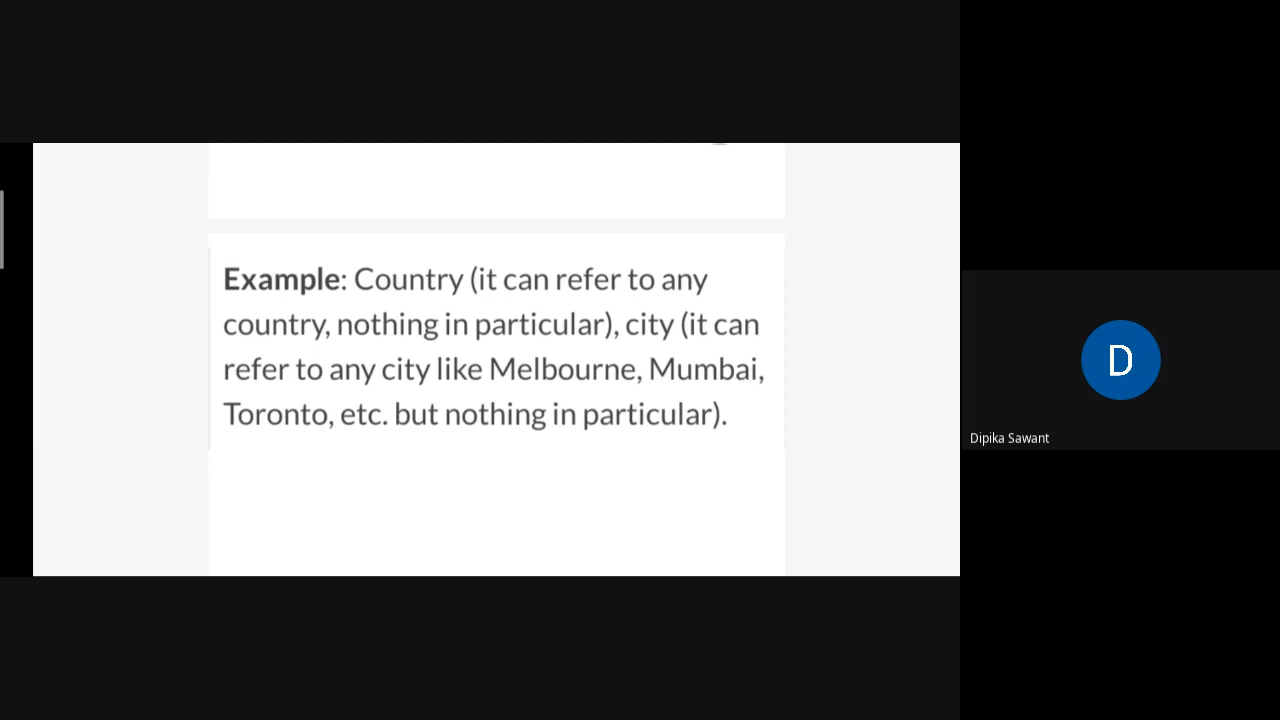 Example: Country (it can refer to any
country, nothing in particular), city (it can
refer to any city like Melbourne, Mumbai,
Toronto, etc. but nothing in particular).
D
Dipika Sawant